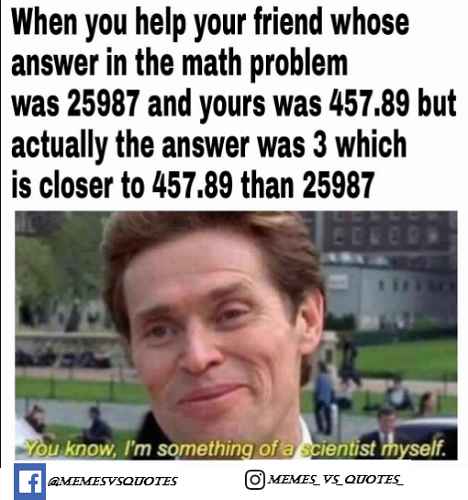 When you help your friend whose
answer in the math problem
was 25987 and yours was 457.89 but
actually the answer was 3 which
is closer to 457.89 than 25987
You know, I'm something of a scientist myself.
f @MEMESVSQUOTES MEMES_VS_QUOTES_